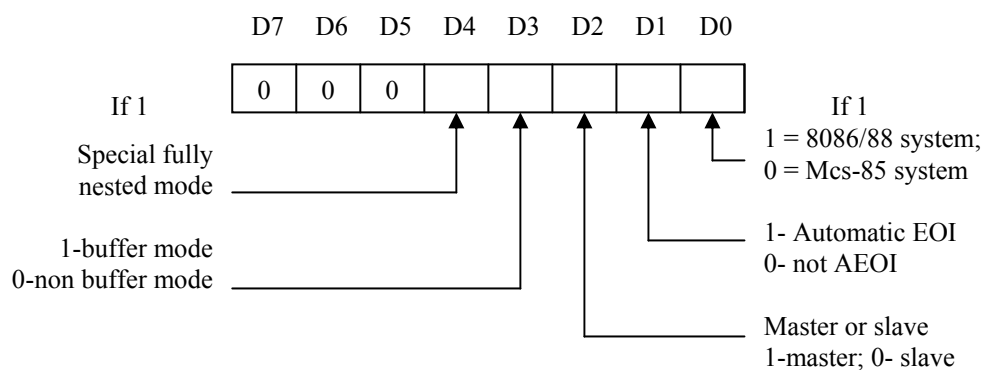 D7 D6 D5 D4 D3 D2 D1 D0
0 0 0
If 1
Special fully
nested mode
1-buffer mode
0-non buffer mode
If 1
1 = 8086/88 system;
0 = Mcs-85 system
1- Automatic EOI
0- not AEOI
Master or slave
1-master; 0- slave